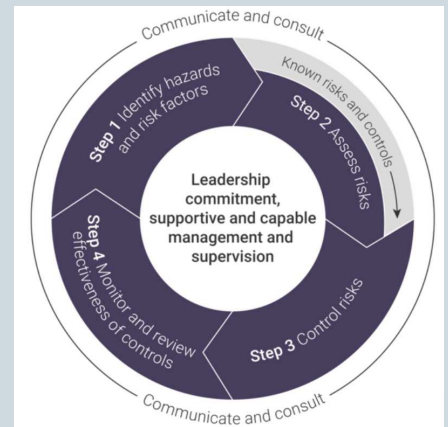 Communicate and consult
Known risks and controls
Step 1 Identify hazards
and risk factors
Step 2 Assess risks
Leadership
commitment,
supportive and capable
management and
supervision
Step 4 Monitor and review
effectiveness of controls
Step 3 Control risks
Communicate and consult